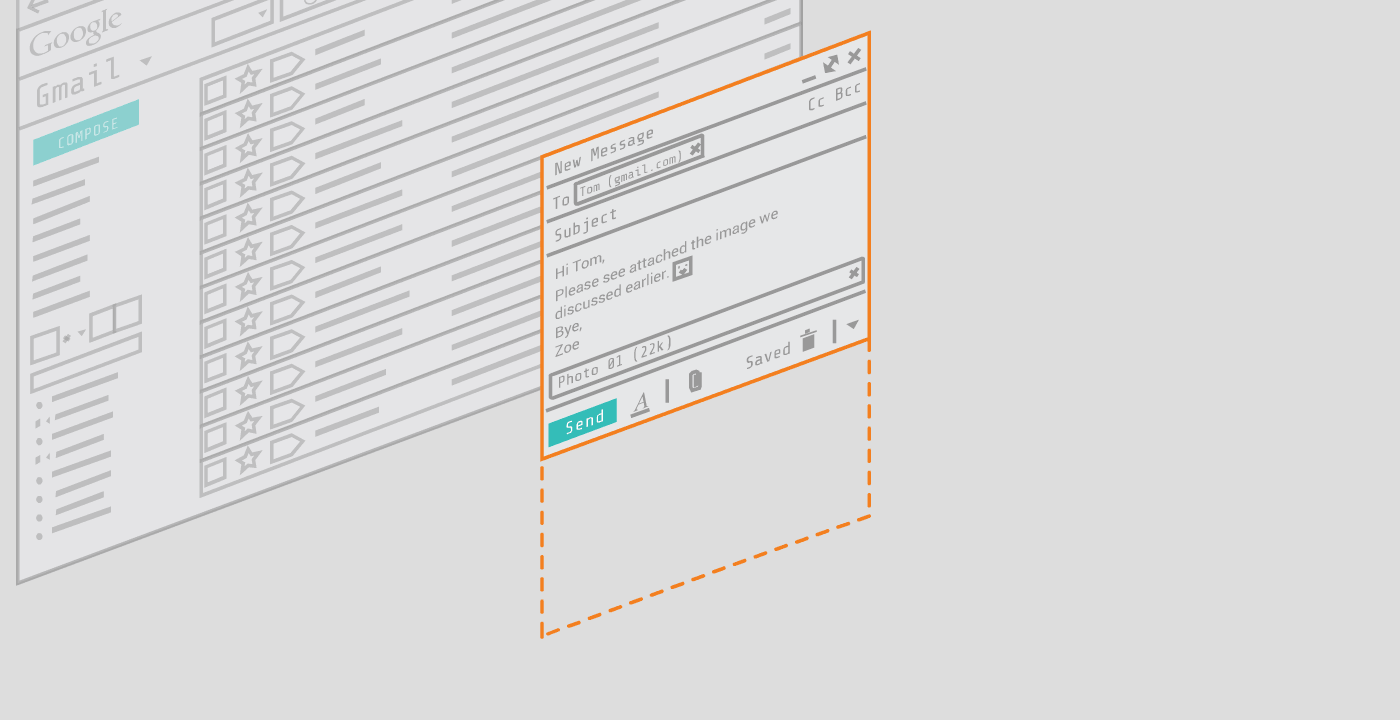 Google
Gmail
COMPOSE
New Message
To Tom (gmail.com)
Cc Bcc
Subject
Hi Tom,
Please see attached the image we
discussed earlier.
Bye,
Zoe
Photo 01 (22k)
Send
A
Saved